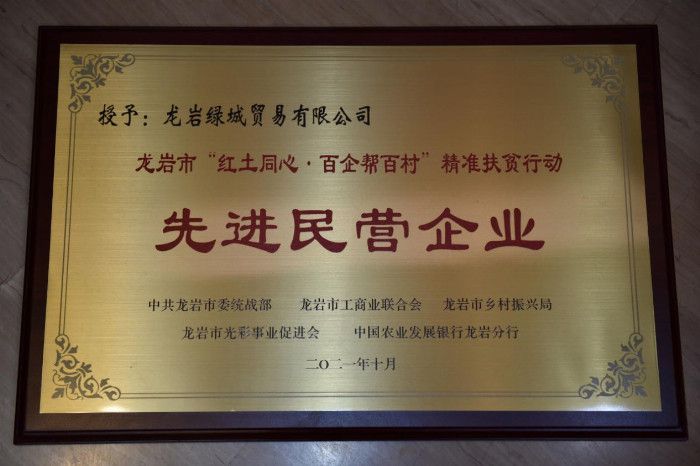 授予：龙岩绿城贸易有限公司
龙岩市“红土同心·百企帮百村”精准扶贫行动
先进民营企业
中共龙岩市委统战部 龙岩市工商业联合会 龙岩市乡村振兴局
龙岩市光彩事业促进会 中国农业发展银行龙岩分行
二〇二一年十月